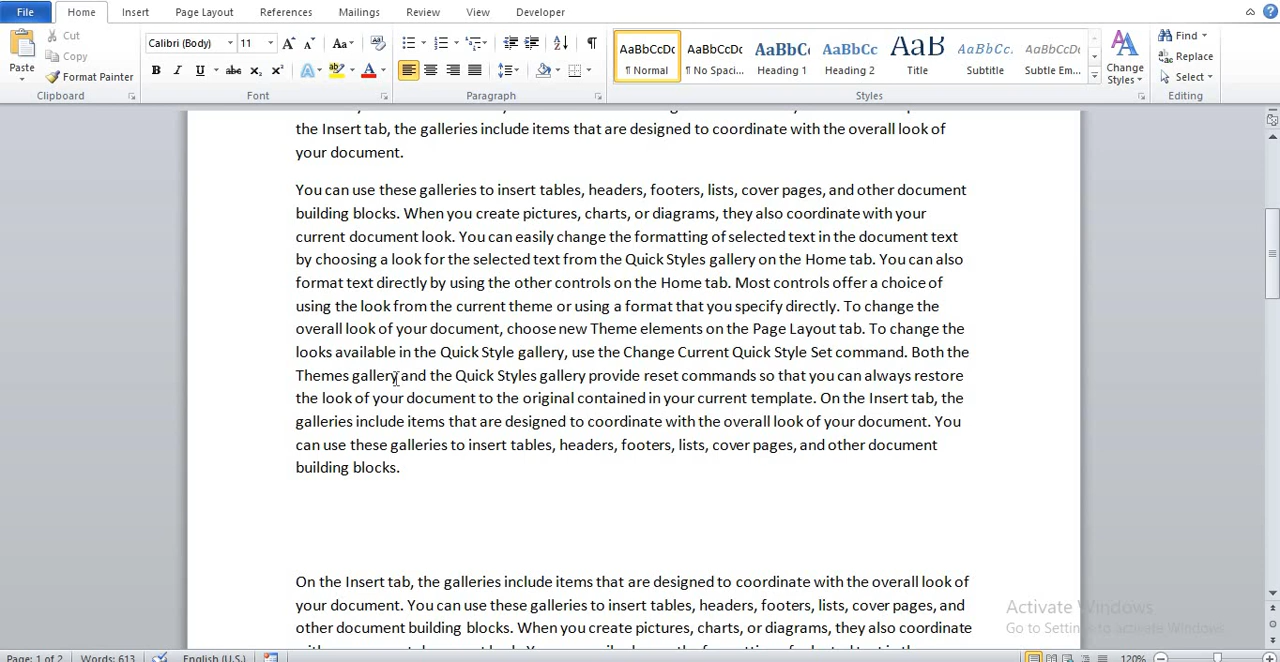 File Home Insert Page Layout References Mailings Review View Developer
Cut
Calibri (Body) 11 Aa
AaBbCcDc AaBbCcDc AaBbC AaBbCc AaB AaBbCc. AaBbCcDc
Find
Copy
Replace
Paste
Format Painter
B I U abc x₂ x² A A
¶ Normal ¶ No Spaci... Heading 1 Heading 2 Title Subtitle Subtle Em...
Change
Styles
Select
Clipboard Font Paragraph Styles Editing
the Insert tab, the galleries include items that are designed to coordinate with the overall look of
your document.
You can use these galleries to insert tables, headers, footers, lists, cover pages, and other document
building blocks. When you create pictures, charts, or diagrams, they also coordinate with your
current document look. You can easily change the formatting of selected text in the document text
by choosing a look for the selected text from the Quick Styles gallery on the Home tab. You can also
format text directly by using the other controls on the Home tab. Most controls offer a choice of
using the look from the current theme or using a format that you specify directly. To change the
overall look of your document, choose new Theme elements on the Page Layout tab. To change the
looks available in the Quick Style gallery, use the Change Current Quick Style Set command. Both the
Themes gallery and the Quick Styles gallery provide reset commands so that you can always restore
the look of your document to the original contained in your current template. On the Insert tab, the
galleries include items that are designed to coordinate with the overall look of your document. You
can use these galleries to insert tables, headers, footers, lists, cover pages, and other document
building blocks.
On the Insert tab, the galleries include items that are designed to coordinate with the overall look of
your document. You can use these galleries to insert tables, headers, footers, lists, cover pages, and
other document building blocks. When you create pictures, charts, or diagrams, they also coordinate
Activate Windows
Go to Settings to activate Windows.
Page: 1 of 2 Words: 613 English (U.S.) 120%